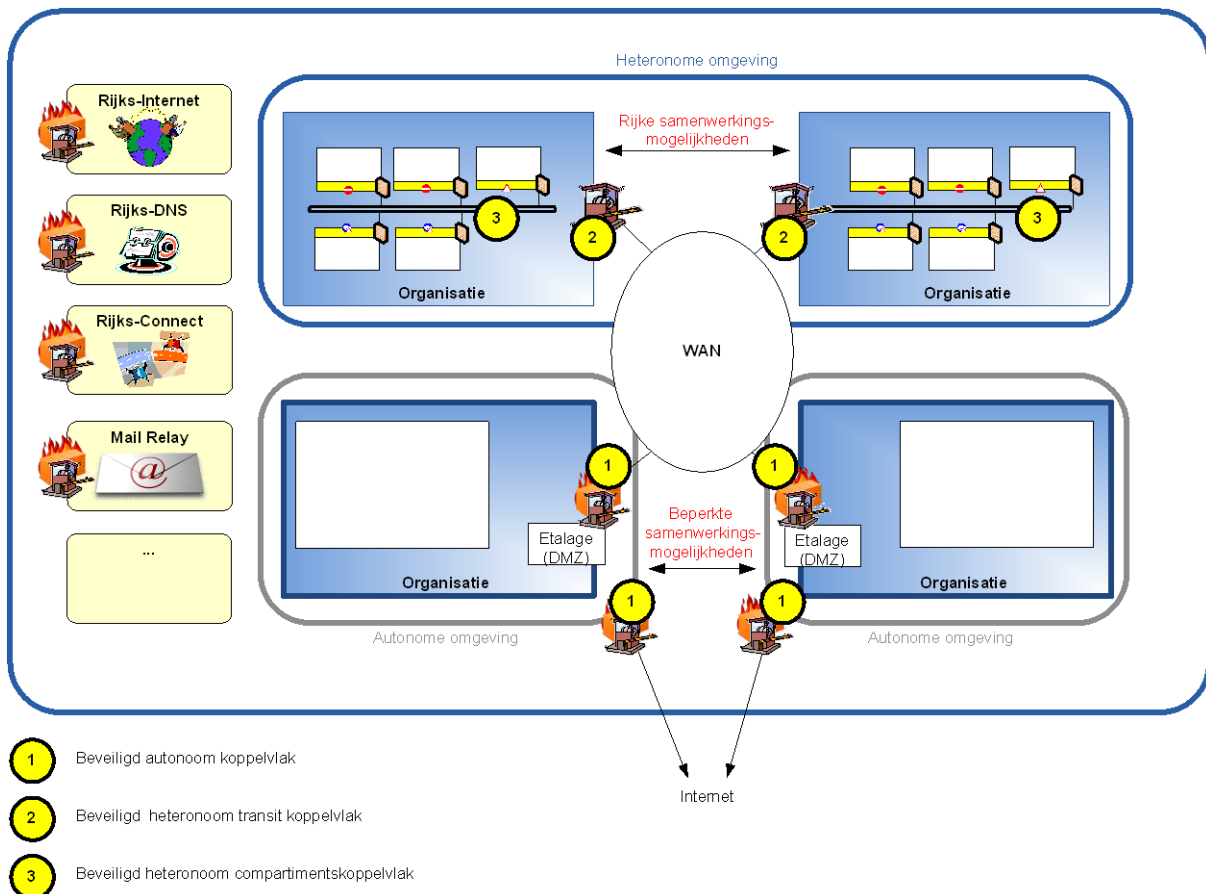 Heteronome omgeving
Rijks-Internet
Rijke samenwerkings-
mogelijkheden
3
3
2
2
Organisatie
Organisatie
Rijks-DNS
Rijks-Connect
WAN
Mail Relay
@
1
1
Etalage
(DMZ)
Beperkte
samenwerkings-
mogelijkheden
Etalage
(DMZ)
...
Organisatie
Organisatie
1
1
Autonome omgeving
Autonome omgeving
Internet
1 Beveiligd autonoom koppelvlak
2 Beveiligd heteronoom transit koppelvlak
3 Beveiligd heteronoom compartimentskoppelvlak